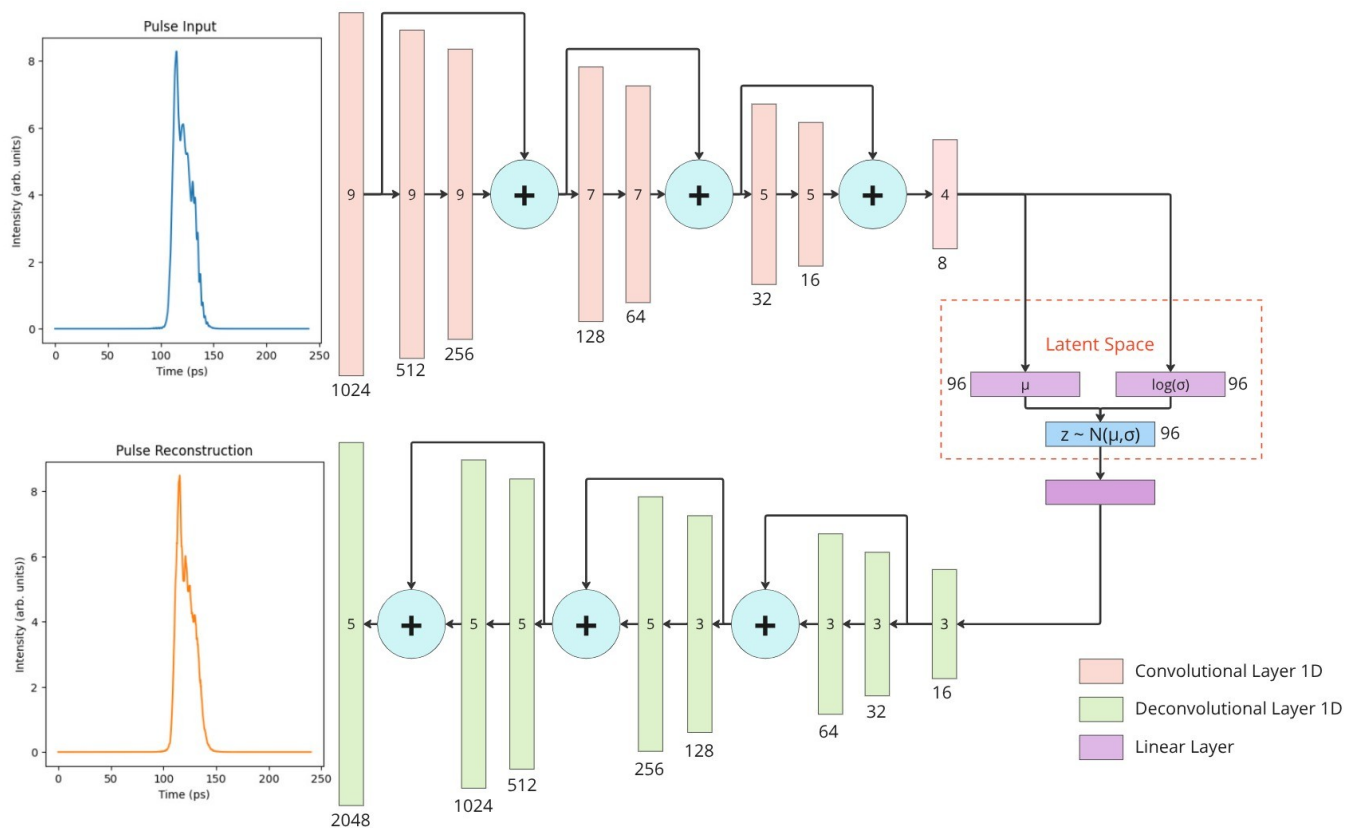 Pulse Input
Intensity (arb. units)
8
6
4
2
0
0 50 100 150 200 250
Time (ps)
9 9 9 + 7 7 + 5 5 + 4
1024
512
256
128
64
32
16
8
Latent Space
96 μ log(σ) 96
z ~ N(μ,σ) 96
Pulse Reconstruction
Intensity (arb. units))
8
6
4
2
0
0 50 100 150 200 250
Time (ps)
5 + 5 5 + 5 3 + 3 3 3
2048
1024
512
256
128
64
32
16
Convolutional Layer 1D
Deconvolutional Layer 1D
Linear Layer